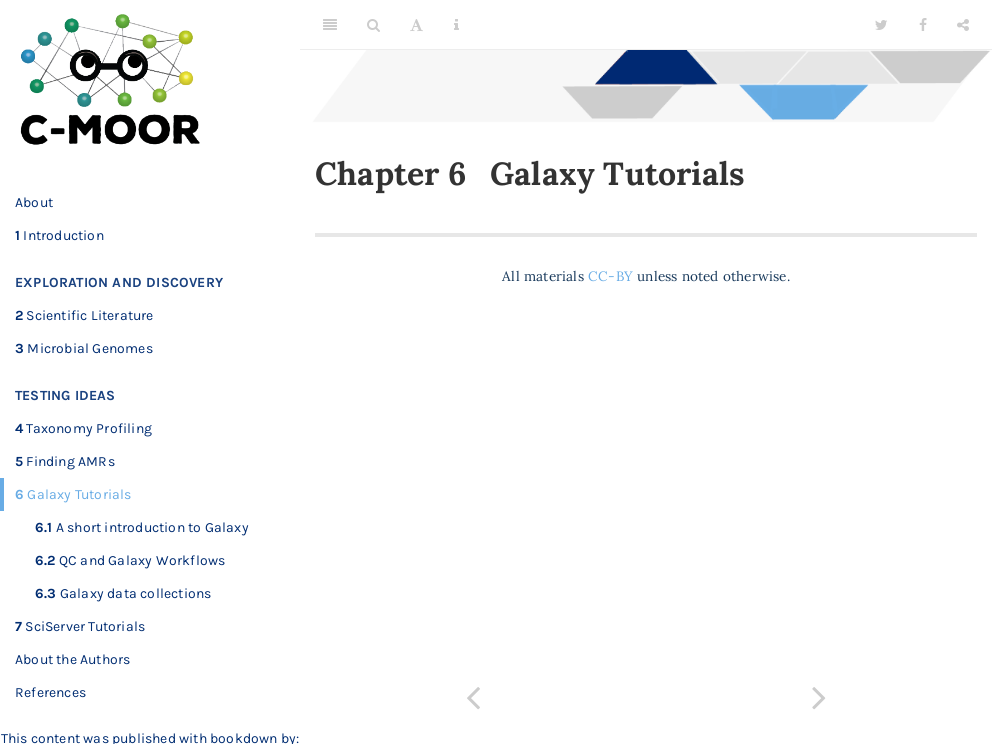 C-MOOR
About
1 Introduction
EXPLORATION AND DISCOVERY
2 Scientific Literature
3 Microbial Genomes
TESTING IDEAS
4 Taxonomy Profiling
5 Finding AMRs
6 Galaxy Tutorials
6.1 A short introduction to Galaxy
6.2 QC and Galaxy Workflows
6.3 Galaxy data collections
7 SciServer Tutorials
About the Authors
References
This content was published with bookdown by:
Chapter 6 Galaxy Tutorials
All materials CC-BY unless noted otherwise.